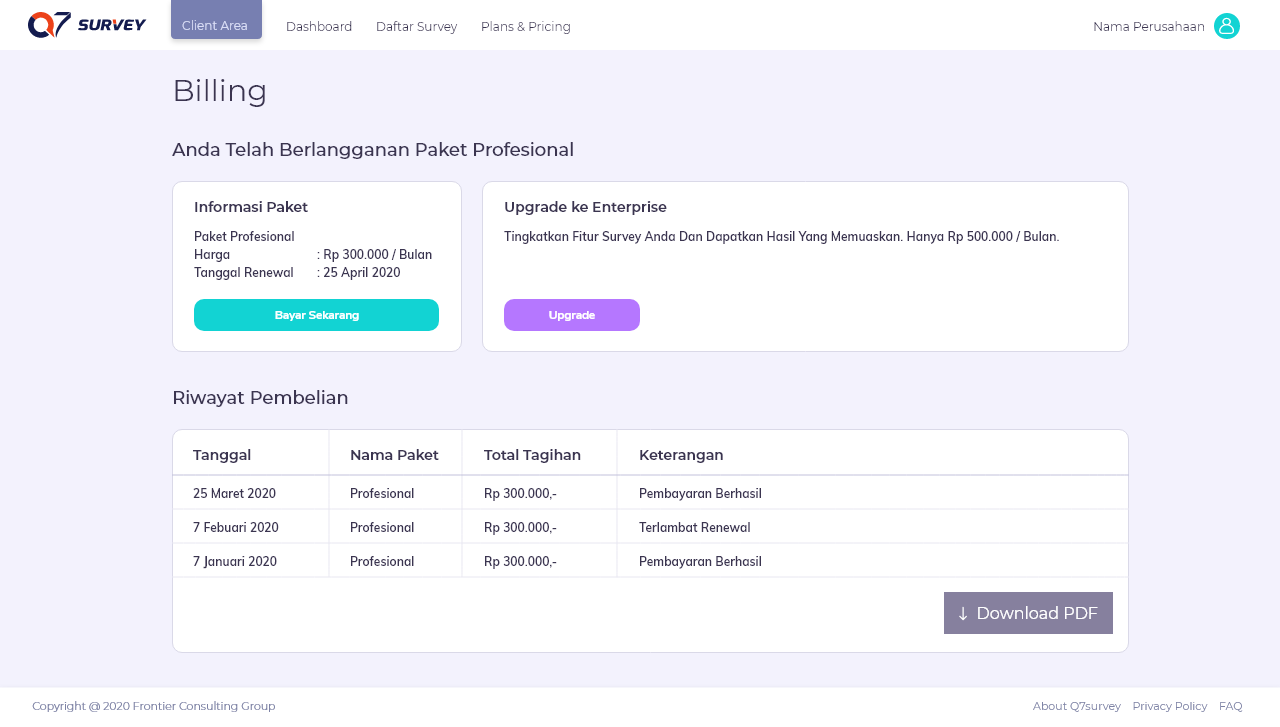 Q7 SURVEY Client Area Dashboard Daftar Survey Plans & Pricing Nama Perusahaan
Billing
Anda Telah Berlangganan Paket Profesional
Informasi Paket
Paket Profesional
Harga : Rp 300.000 / Bulan
Tanggal Renewal : 25 April 2020
Bayar Sekarang
Upgrade ke Enterprise
Tingkatkan Fitur Survey Anda Dan Dapatkan Hasil Yang Memuaskan. Hanya Rp 500.000 / Bulan.
Upgrade
Riwayat Pembelian
Tanggal Nama Paket Total Tagihan Keterangan
25 Maret 2020 Profesional Rp 300.000,- Pembayaran Berhasil
7 Febuari 2020 Profesional Rp 300.000,- Terlambat Renewal
7 Januari 2020 Profesional Rp 300.000,- Pembayaran Berhasil
↓ Download PDF
Copyright @ 2020 Frontier Consulting Group About Q7survey Privacy Policy FAQ